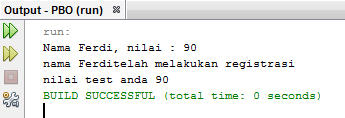 Output - PBO (run)
run:
Nama Ferdi, nilai : 90
nama Ferditelah melakukan registrasi
nilai test anda 90
BUILD SUCCESSFUL (total time: 0 seconds)